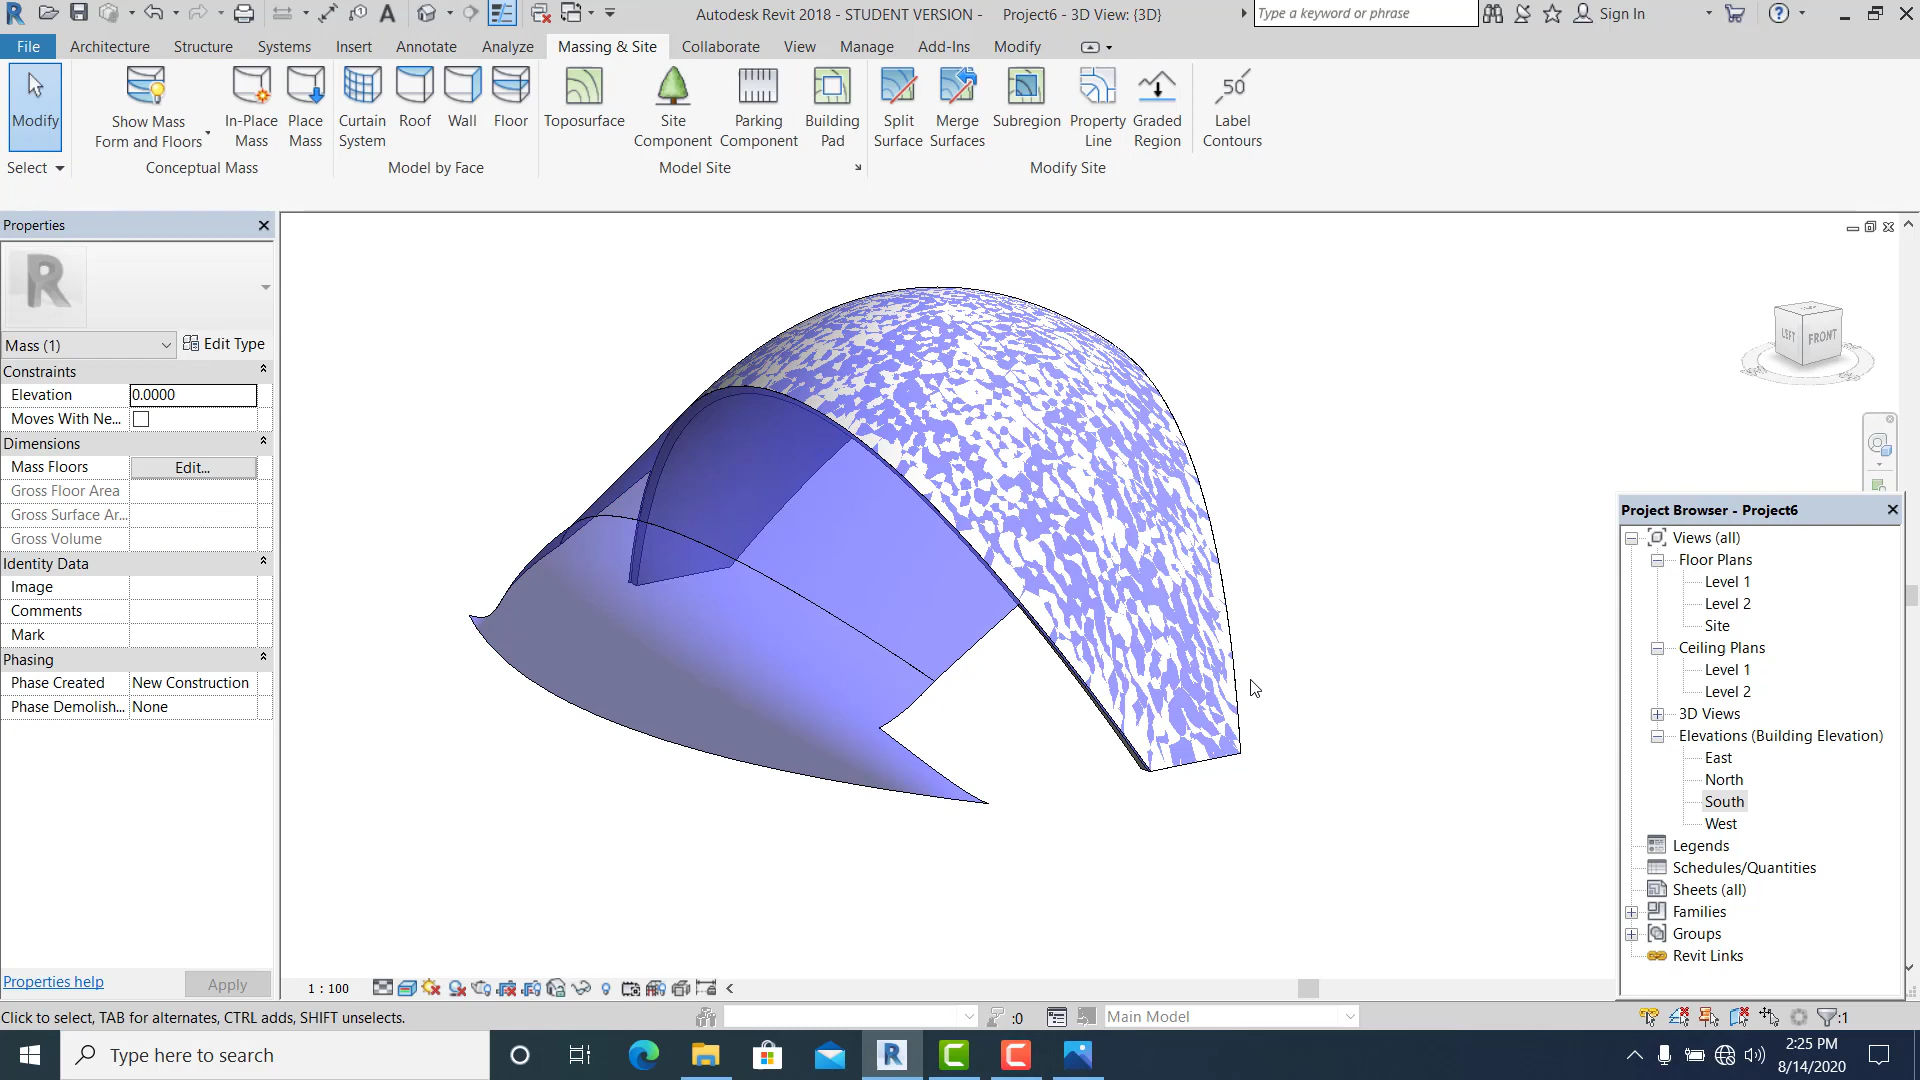 Autodesk Revit 2018 - STUDENT VERSION - Project6 - 3D View: {3D}
Type a keyword or phrase
Sign In
File Architecture Structure Systems Insert Annotate Analyze Massing & Site Collaborate View Manage Add-Ins Modify
Modify
Show Mass
Form and Floors
In-Place
Mass
Place
Mass
Curtain
System
Roof
Wall
Floor
Toposurface
Site
Component
Parking
Component
Building
Pad
Split
Surface
Merge
Surfaces
Subregion
Property
Line
Graded
Region
50
Label
Contours
Select
Conceptual Mass
Model by Face
Model Site
Modify Site
Properties
R
Mass (1)
Edit Type
Constraints
Elevation 0.0000
Moves With Ne...
Dimensions
Mass Floors Edit...
Gross Floor Area
Gross Surface Ar...
Gross Volume
Identity Data
Image
Comments
Mark
Phasing
Phase Created New Construction
Phase Demolish... None
Properties help
Apply
LEFT
FRONT
Project Browser - Project6
Views (all)
Floor Plans
Level 1
Level 2
Site
Ceiling Plans
Level 1
Level 2
3D Views
Elevations (Building Elevation)
East
North
South
West
Legends
Schedules/Quantities
Sheets (all)
Families
Groups
Revit Links
1 : 100
Click to select, TAB for alternates, CTRL adds, SHIFT unselects.
:0
Main Model
:1
Type here to search
2:25 PM
8/14/2020